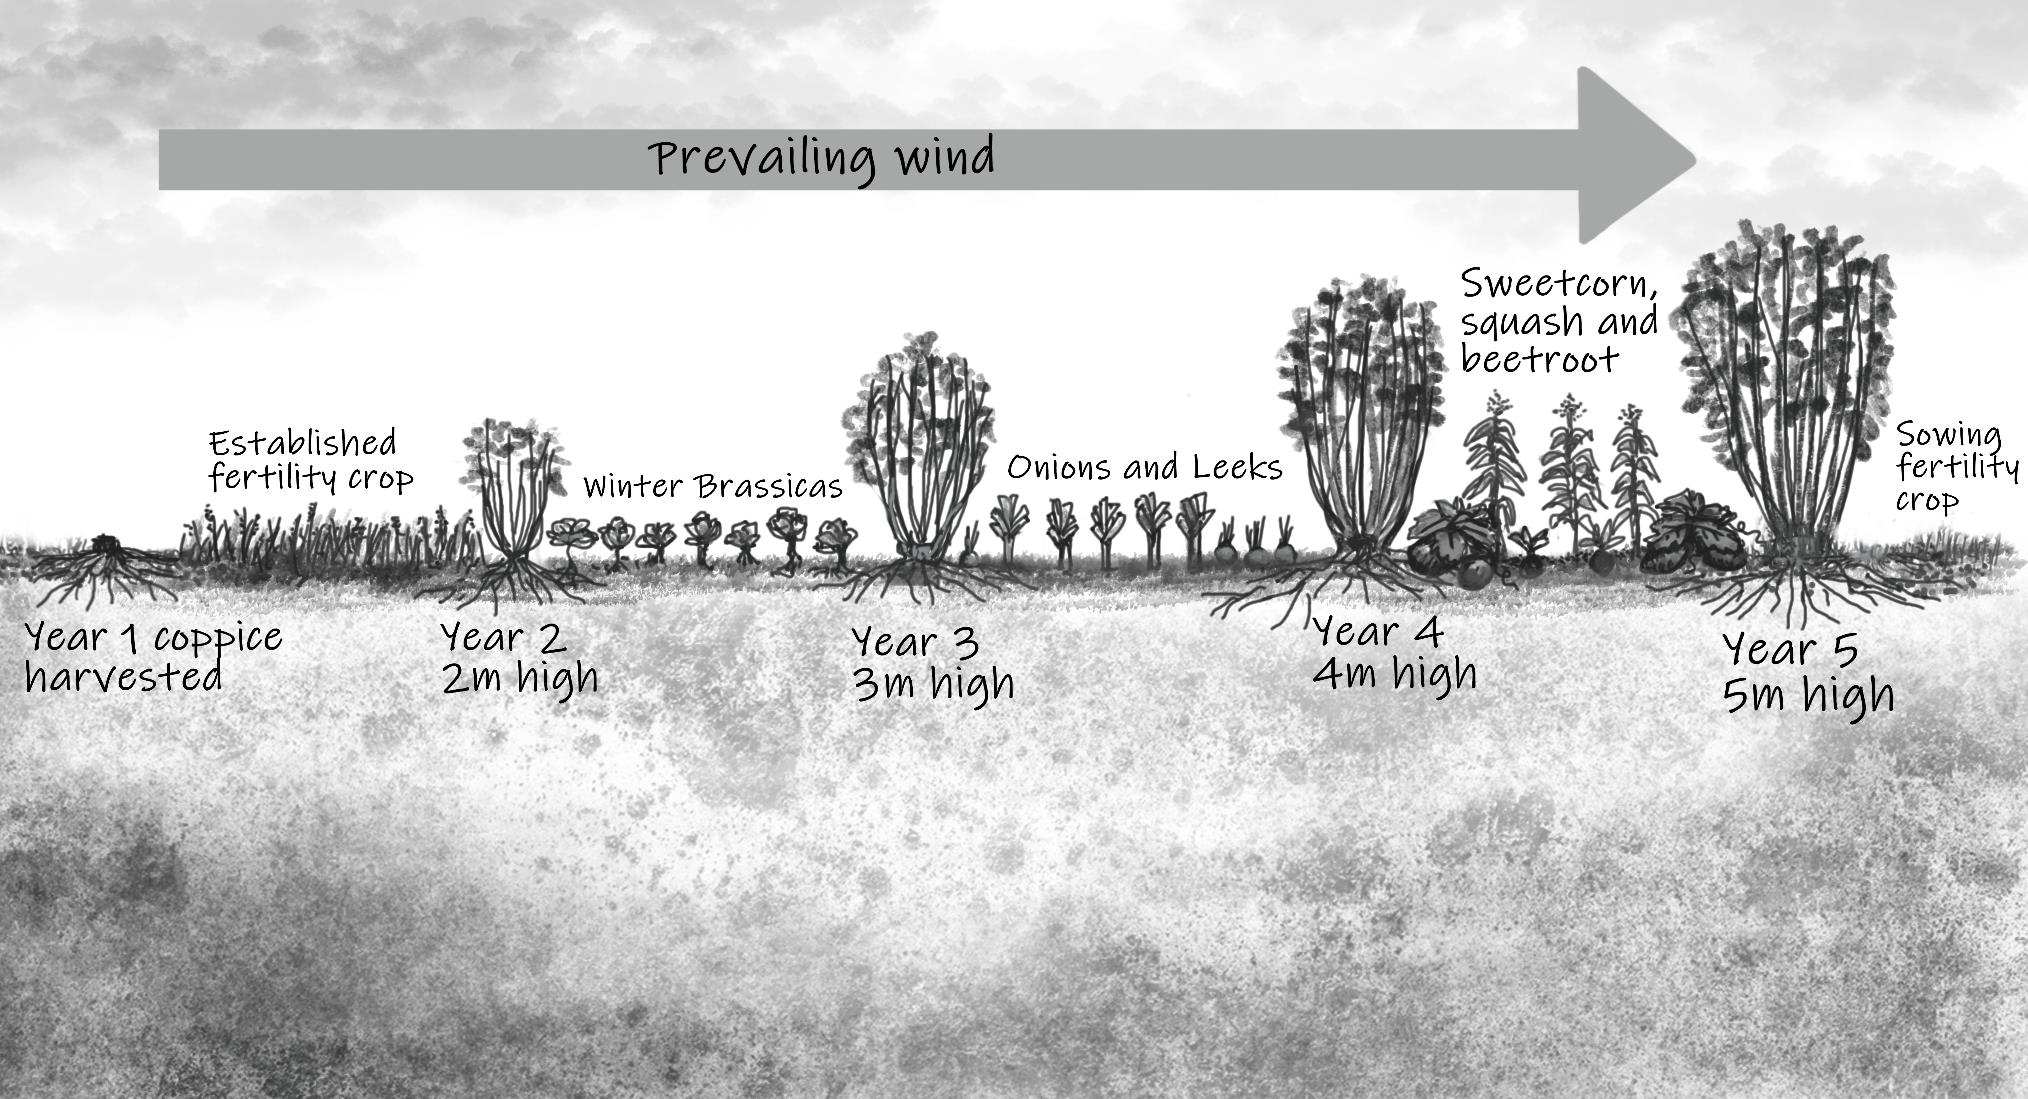 Prevailing wind
Sweetcorn,
squash and
beetroot
Established
fertility crop
Winter Brassicas
Onions and Leeks
Sowing
fertility
crop
Year 1 coppice
harvested
Year 2
2m high
Year 3
3m high
Year 4
4m high
Year 5
5m high